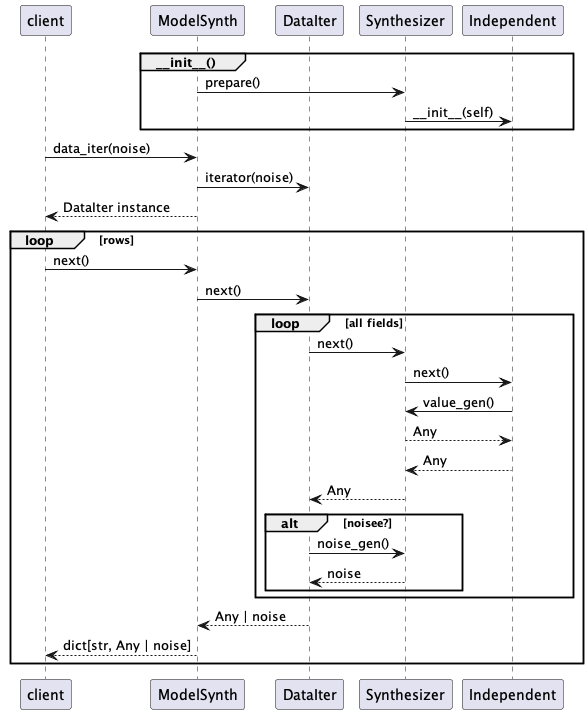 client ModelSynth DataIter Synthesizer Independent
__init__()
prepare()
__init__(self)
data_iter(noise)
iterator(noise)
DataIter instance
loop [rows]
next()
next()
loop [all fields]
next()
next()
value_gen()
Any
Any
Any
alt [noisee?]
noise_gen()
noise
Any | noise
dict[str, Any | noise]
client ModelSynth DataIter Synthesizer Independent